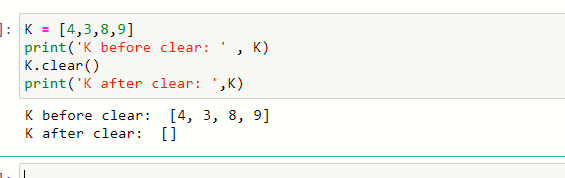 ]: K = [4,3,8,9]
print('K before clear: ' , K)
K.clear()
print('K after clear: ',K)
K before clear:  [4, 3, 8, 9]
K after clear:  []
]: